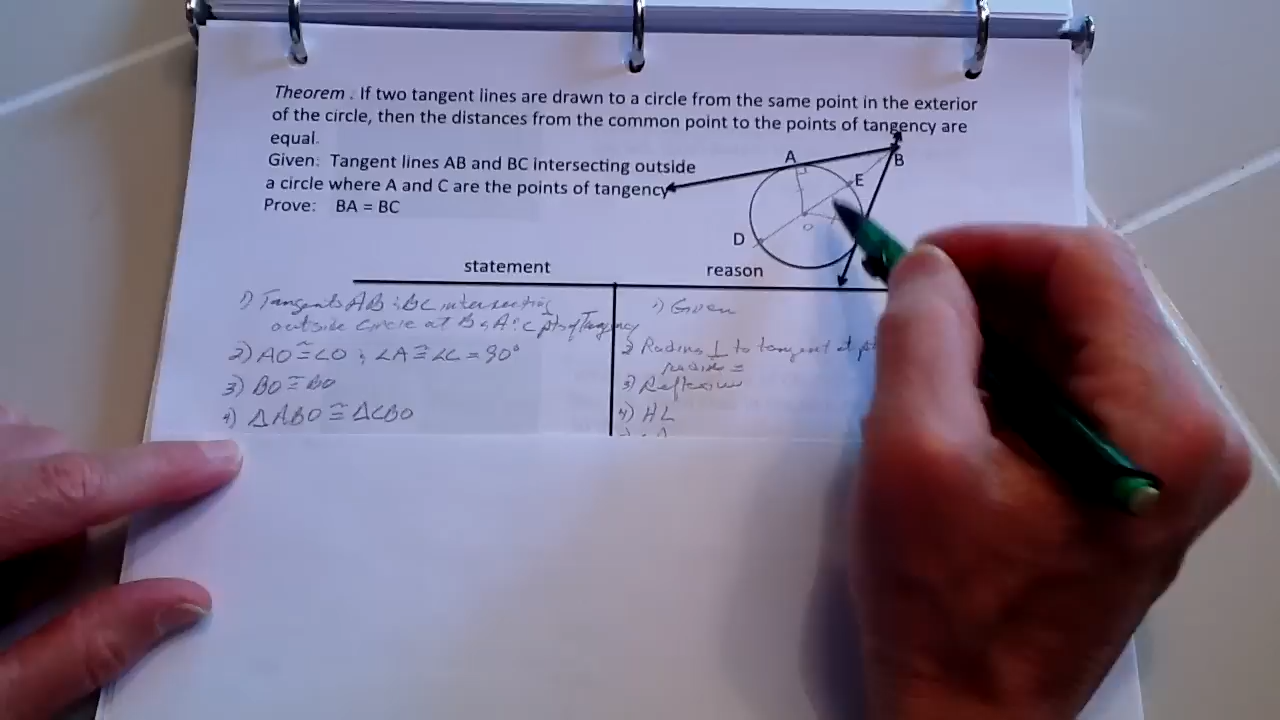 Theorem . If two tangent lines are drawn to a circle from the same point in the exterior
of the circle, then the distances from the common point to the points of tangency are
equal.
Given: Tangent lines AB and BC intersecting outside
a circle where A and C are the points of tangency
Prove: BA = BC
A
B
E
O
D
statement
reason
1) Tangents AB & BC intersecting
outside circle at B & A & C pts of Tangency
1) Given
2) AO ≅ CO ; ∠A ≅ ∠C = 90°
2 Radius ⊥ to tangent at pt
radii =
3) BO ≅ BO
3) Reflexive
4) ΔABO ≅ ΔCBO
4) HL